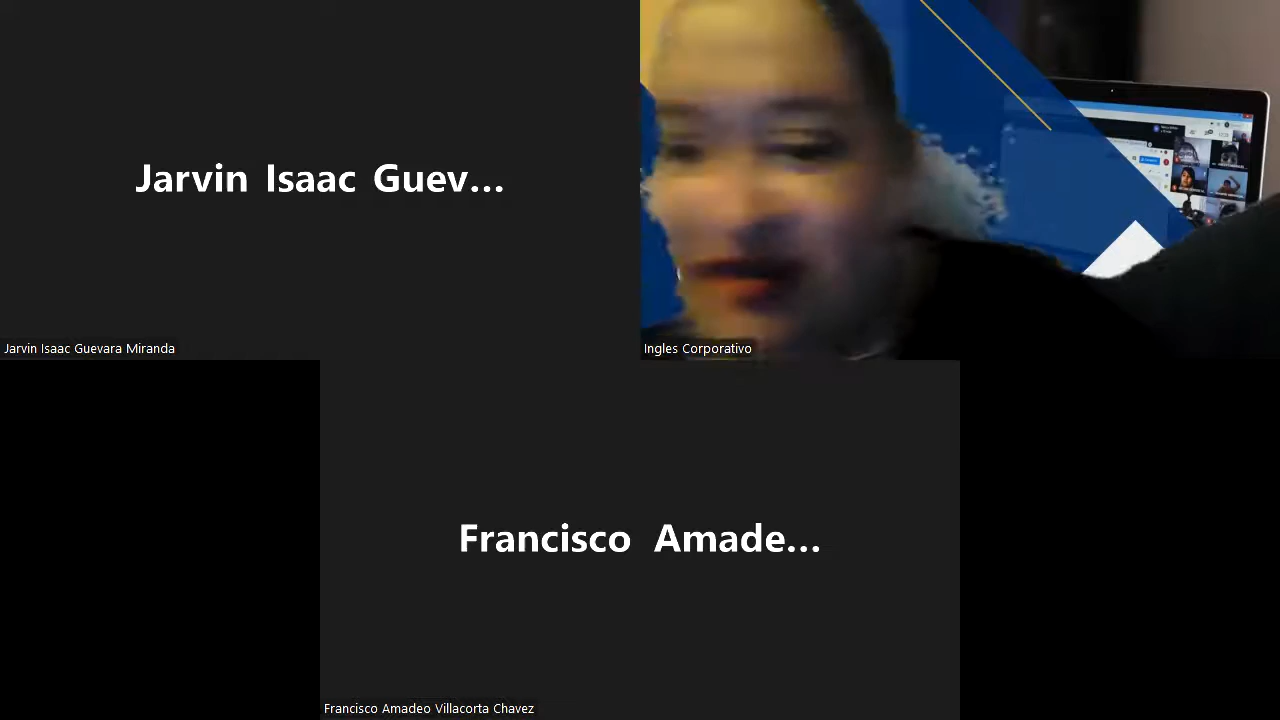 Jarvin Isaac Guev...
Jarvin Isaac Guevara Miranda
Ingles Corporativo
Francisco Amade...
Francisco Amadeo Villacorta Chavez